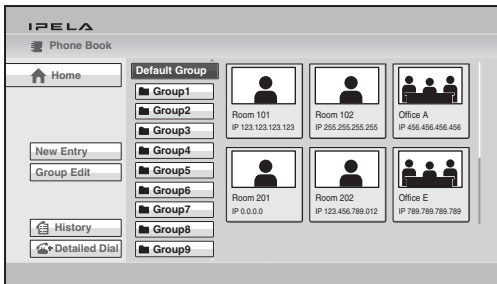 IPELA
Phone Book
Home
New Entry
Group Edit
History
Detailed Dial
Default Group
Group1
Group2
Group3
Group4
Group5
Group6
Group7
Group8
Group9
Room 101
IP 123.123.123.123
Room 102
IP 255.255.255.255
Office A
IP 456.456.456.456
Room 201
IP 0.0.0.0
Room 202
IP 123.456.789.012
Office E
IP 789.789.789.789